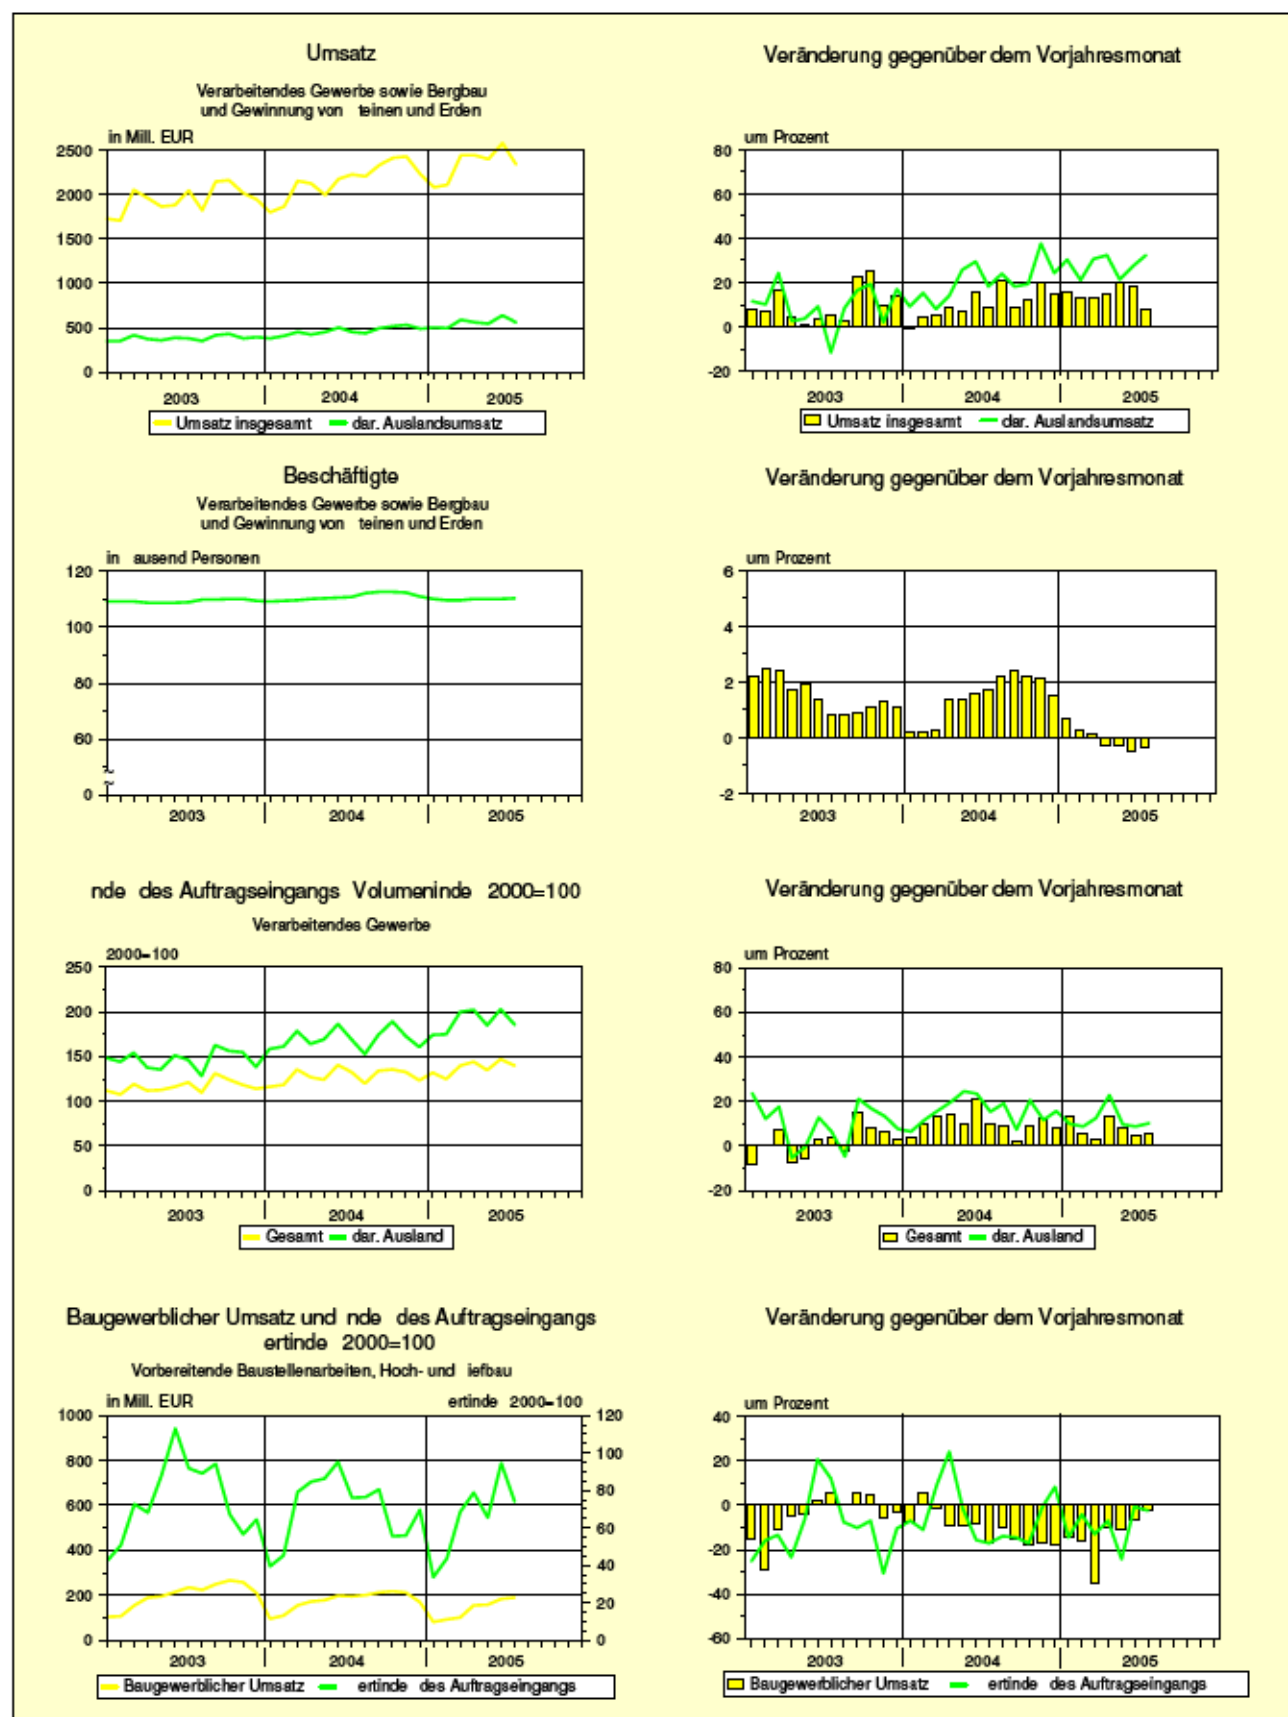 Umsatz
Verarbeitendes Gewerbe sowie Bergbau
und Gewinnung von teinen und Erden
in Mill. EUR
2500
2000
1500
1000
500
0
2003 2004 2005
Umsatz insgesamt dar. Auslandsumsatz
Veränderung gegenüber dem Vorjahresmonat
um Prozent
80
60
40
20
0
-20
2003 2004 2005
Umsatz insgesamt dar. Auslandsumsatz
Beschäftigte
Verarbeitendes Gewerbe sowie Bergbau
und Gewinnung von teinen und Erden
in ausend Personen
120
100
80
60
0
2003 2004 2005
Veränderung gegenüber dem Vorjahresmonat
um Prozent
6
4
2
0
-2
2003 2004 2005
nde des Auftragseingangs Volumeninde 2000=100
Verarbeitendes Gewerbe
2000=100
250
200
150
100
50
0
2003 2004 2005
Gesamt dar. Ausland
Veränderung gegenüber dem Vorjahresmonat
um Prozent
80
60
40
20
0
-20
2003 2004 2005
Gesamt dar. Ausland
Baugewerblicher Umsatz und nde des Auftragseingangs
ertinde 2000=100
Vorbereitende Baustellenarbeiten, Hoch- und iefbau
in Mill. EUR ertinde 2000=100
1000 120
800 100
600 80
400 60
200 40
0 20
0
2003 2004 2005
Baugewerblicher Umsatz ertinde des Auftragseingangs
Veränderung gegenüber dem Vorjahresmonat
um Prozent
40
20
0
-20
-40
-60
2003 2004 2005
Baugewerblicher Umsatz ertinde des Auftragseingangs